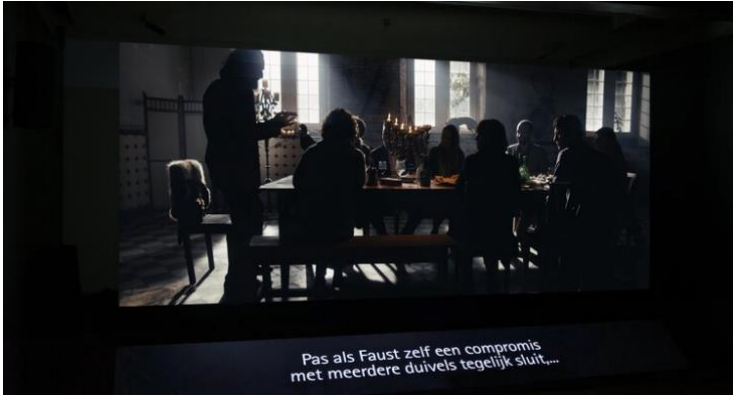 Pas als Faust zelf een compromis
met meerdere duivels tegelijk sluit,...